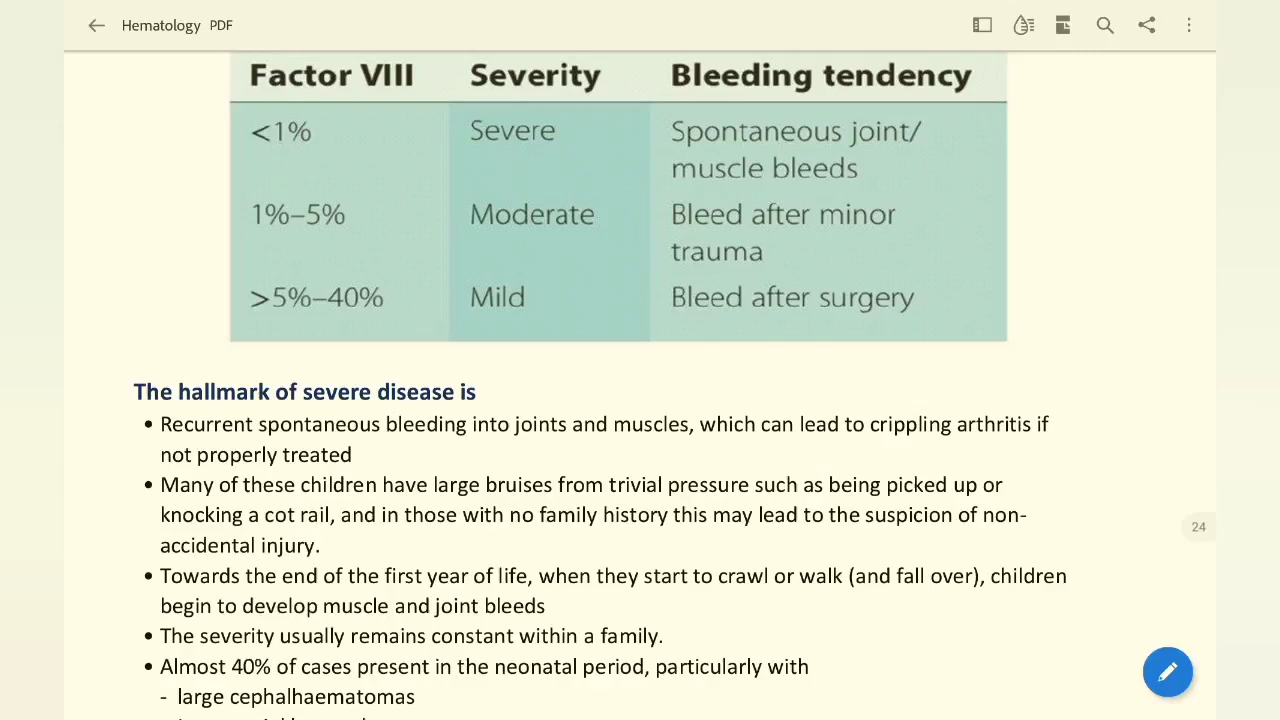 Hematology PDF
Factor VIII Severity Bleeding tendency
<1% Severe Spontaneous joint/
muscle bleeds
1%–5% Moderate Bleed after minor
trauma
>5%–40% Mild Bleed after surgery
The hallmark of severe disease is
• Recurrent spontaneous bleeding into joints and muscles, which can lead to crippling arthritis if
not properly treated
• Many of these children have large bruises from trivial pressure such as being picked up or
knocking a cot rail, and in those with no family history this may lead to the suspicion of non-
accidental injury.
24
• Towards the end of the first year of life, when they start to crawl or walk (and fall over), children
begin to develop muscle and joint bleeds
• The severity usually remains constant within a family.
• Almost 40% of cases present in the neonatal period, particularly with
- large cephalhaematomas